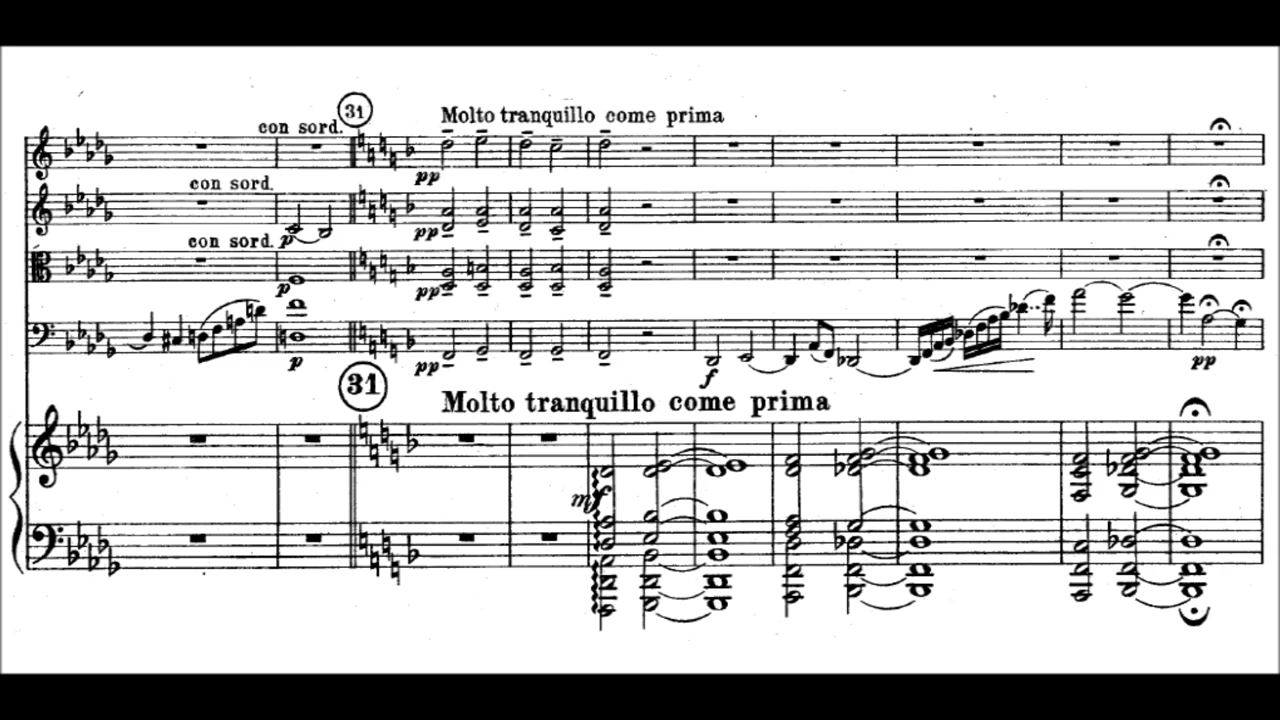 31
con sord.
Molto tranquillo come prima
pp
con sord.
p
pp
con sord.
p
pp
p
pp
f
pp
31
Molto tranquillo come prima
mf